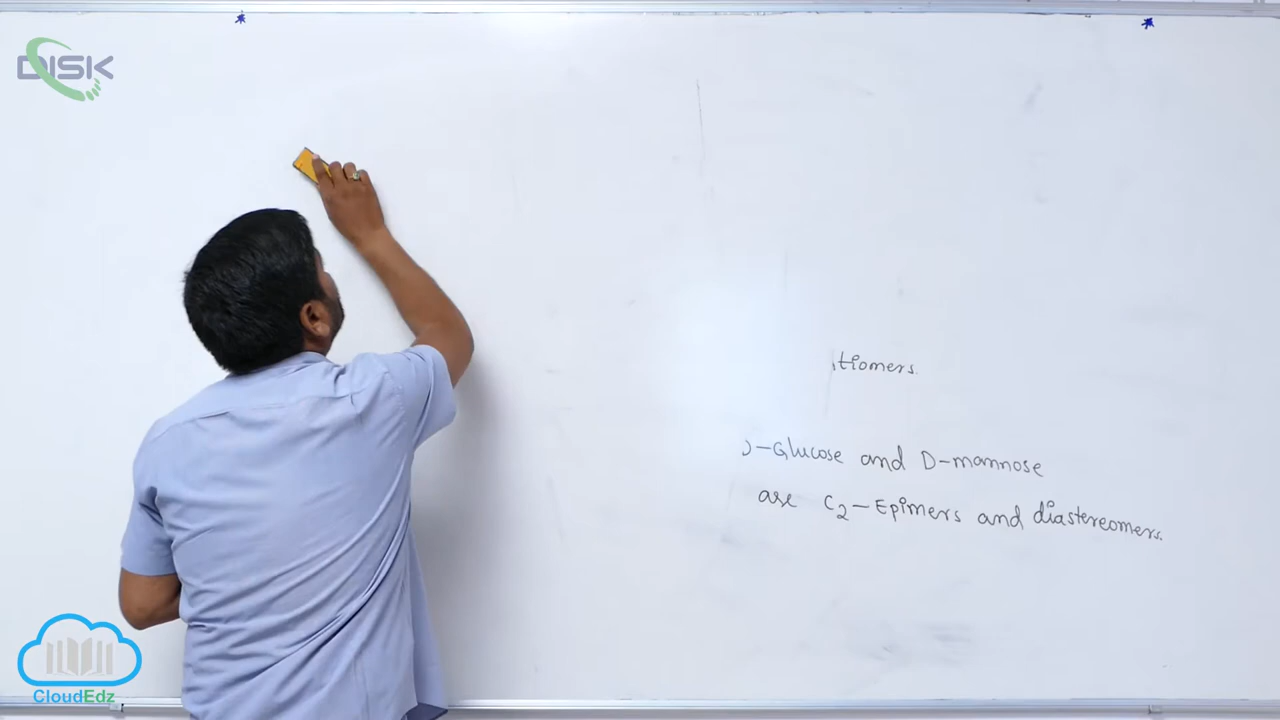 DISK
tiomers.
-Glucose and D-mannose
are C2-Epimers and diastereomers.
CloudEdz